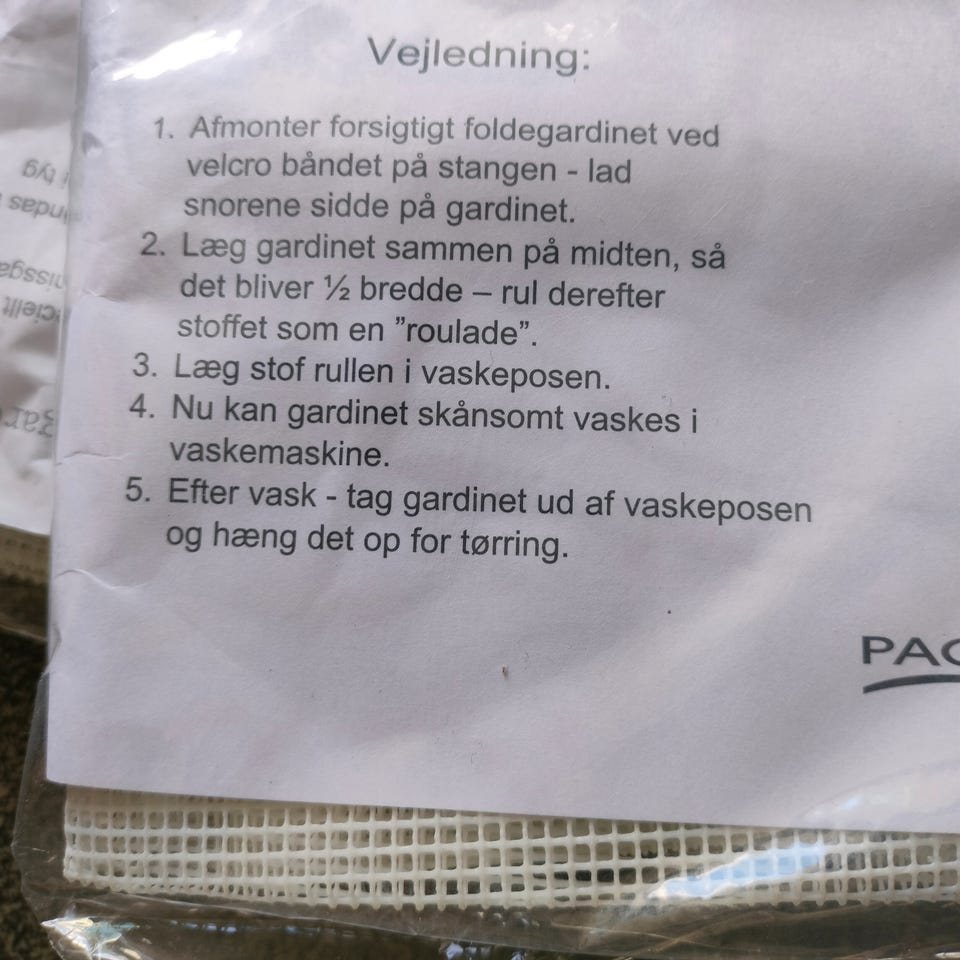 Vejledning:
1. Afmonter forsigtigt foldegardinet ved
velcro båndet på stangen - lad
snorene sidde på gardinet.
2. Læg gardinet sammen på midten, så
det bliver ½ bredde – rul derefter
stoffet som en ”roulade”.
3. Læg stof rullen i vaskeposen.
4. Nu kan gardinet skånsomt vaskes i
vaskemaskine.
5. Efter vask - tag gardinet ud af vaskeposen
og hæng det op for tørring.